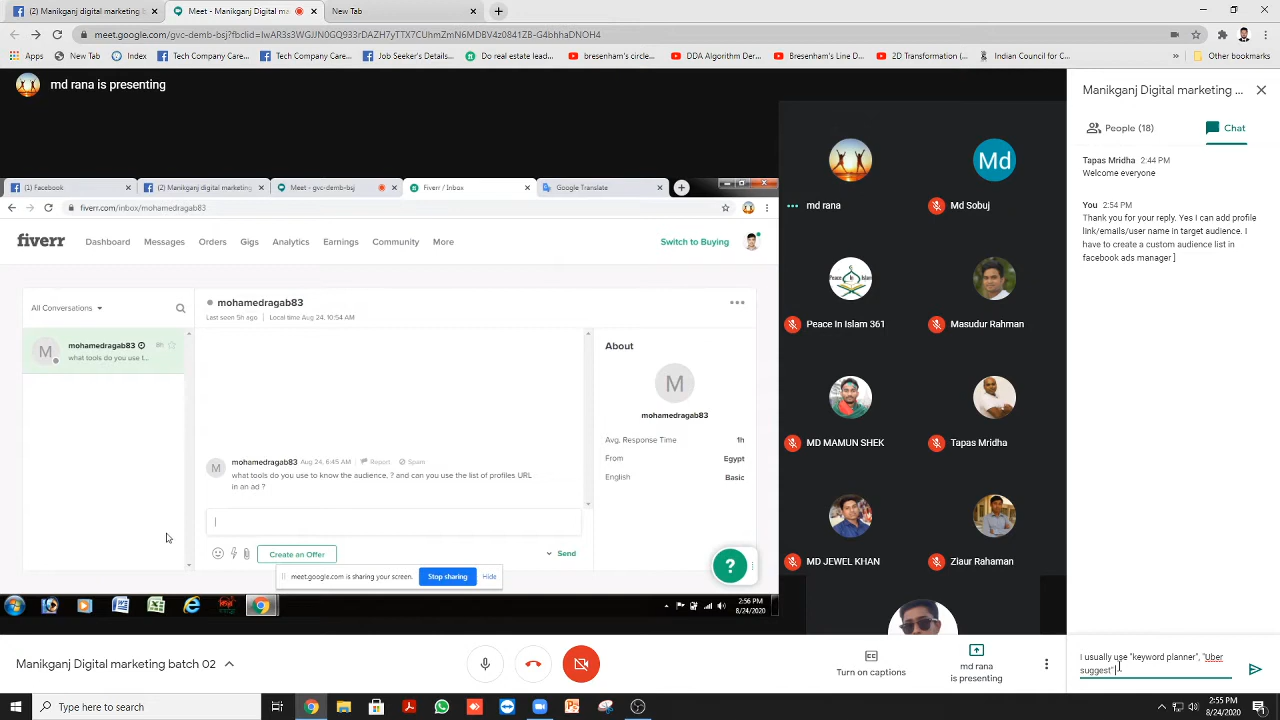 Facebook
Meet - Manikganj Digital ma
New Tab
meet.google.com/gvc-demb-bsj?fbclid=IwAR3s3WGJJN0GQ933rDAZH7yTTX7CUhmZmN6MDBV4z0841ZB-G4bhhaDNOH4
Apps
YouTube
Index
Tech Company Care...
Tech Company Care...
Job Seeker's Details...
Do real estate lead...
bresenham's circle...
DDA Algorithm Der...
Bresenham's Line D...
2D Transformation (...
Indian Council for C...
»
Other bookmarks
md rana is presenting
(1) Facebook
(2) Manikganj Digital marketing
Meet - gvc-demb-bsj
Fiverr / Inbox
Google Translate
fiverr.com/inbox/mohamedragab83
fiverr
Dashboard
Messages
Orders
Gigs
Analytics
Earnings
Community
More
Switch to Buying
All Conversations
M
mohamedragab83
8h
what tools do you use t...
mohamedragab83
Last seen 5h ago | Local time Aug 24, 10:54 AM
M
mohamedragab83 Aug 24, 6:45 AM Report Spam
what tools do you use to know the audience, ? and can you use the list of profiles URL
in an ad ?
Create an Offer
Send
About
M
mohamedragab83
Avg. Response Time 1h
From Egypt
English Basic
?
meet.google.com is sharing your screen.
Stop sharing
Hide
2:56 PM
8/24/2020
md rana
Md
Md Sobuj
Peace In Islam
Peace In Islam 361
Masudur Rahman
MD MAMUN SHEK
Tapas Mridha
MD JEWEL KHAN
Ziaur Rahaman
Manikganj Digital marketing ...
People (18)
Chat
Tapas Mridha 2:44 PM
Welcome everyone
You 2:54 PM
Thank you for your reply. Yes I can add profile
link/emails/user name in target audience. I
have to create a custom audience list in
facebook ads manager ]
I usually use "keyword planner", "Uber
suggest"
Manikganj Digital marketing batch 02
CC
Turn on captions
md rana
is presenting
Type here to search
2:55 PM
8/24/2020